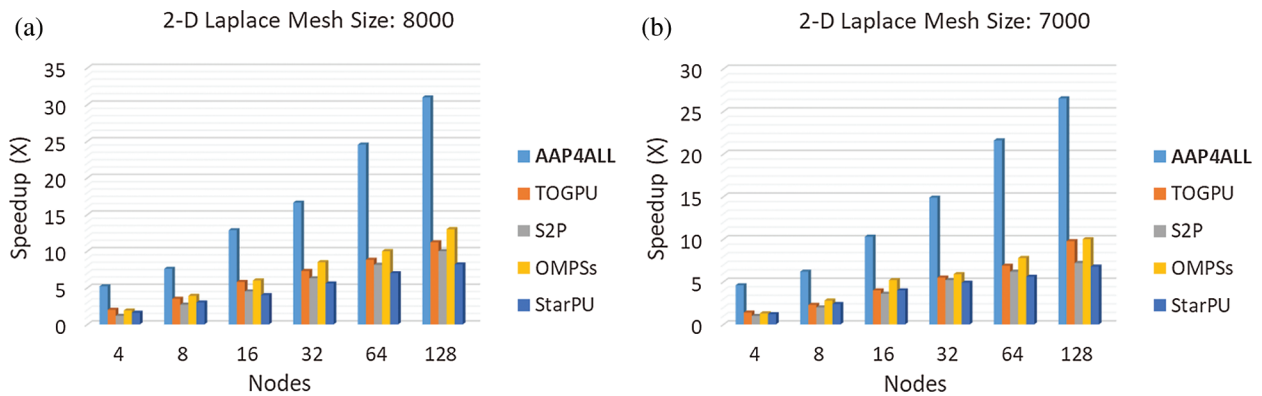 (a)
2-D Laplace Mesh Size: 8000
Speedup (X)
35
30
25
20
15
10
5
0
4 8 16 32 64 128
Nodes
AAP4ALL
TOGPU
S2P
OMPSs
StarPU
(b)
2-D Laplace Mesh Size: 7000
Speedup (X)
30
25
20
15
10
5
0
4 8 16 32 64 128
Nodes
AAP4ALL
TOGPU
S2P
OMPSs
StarPU